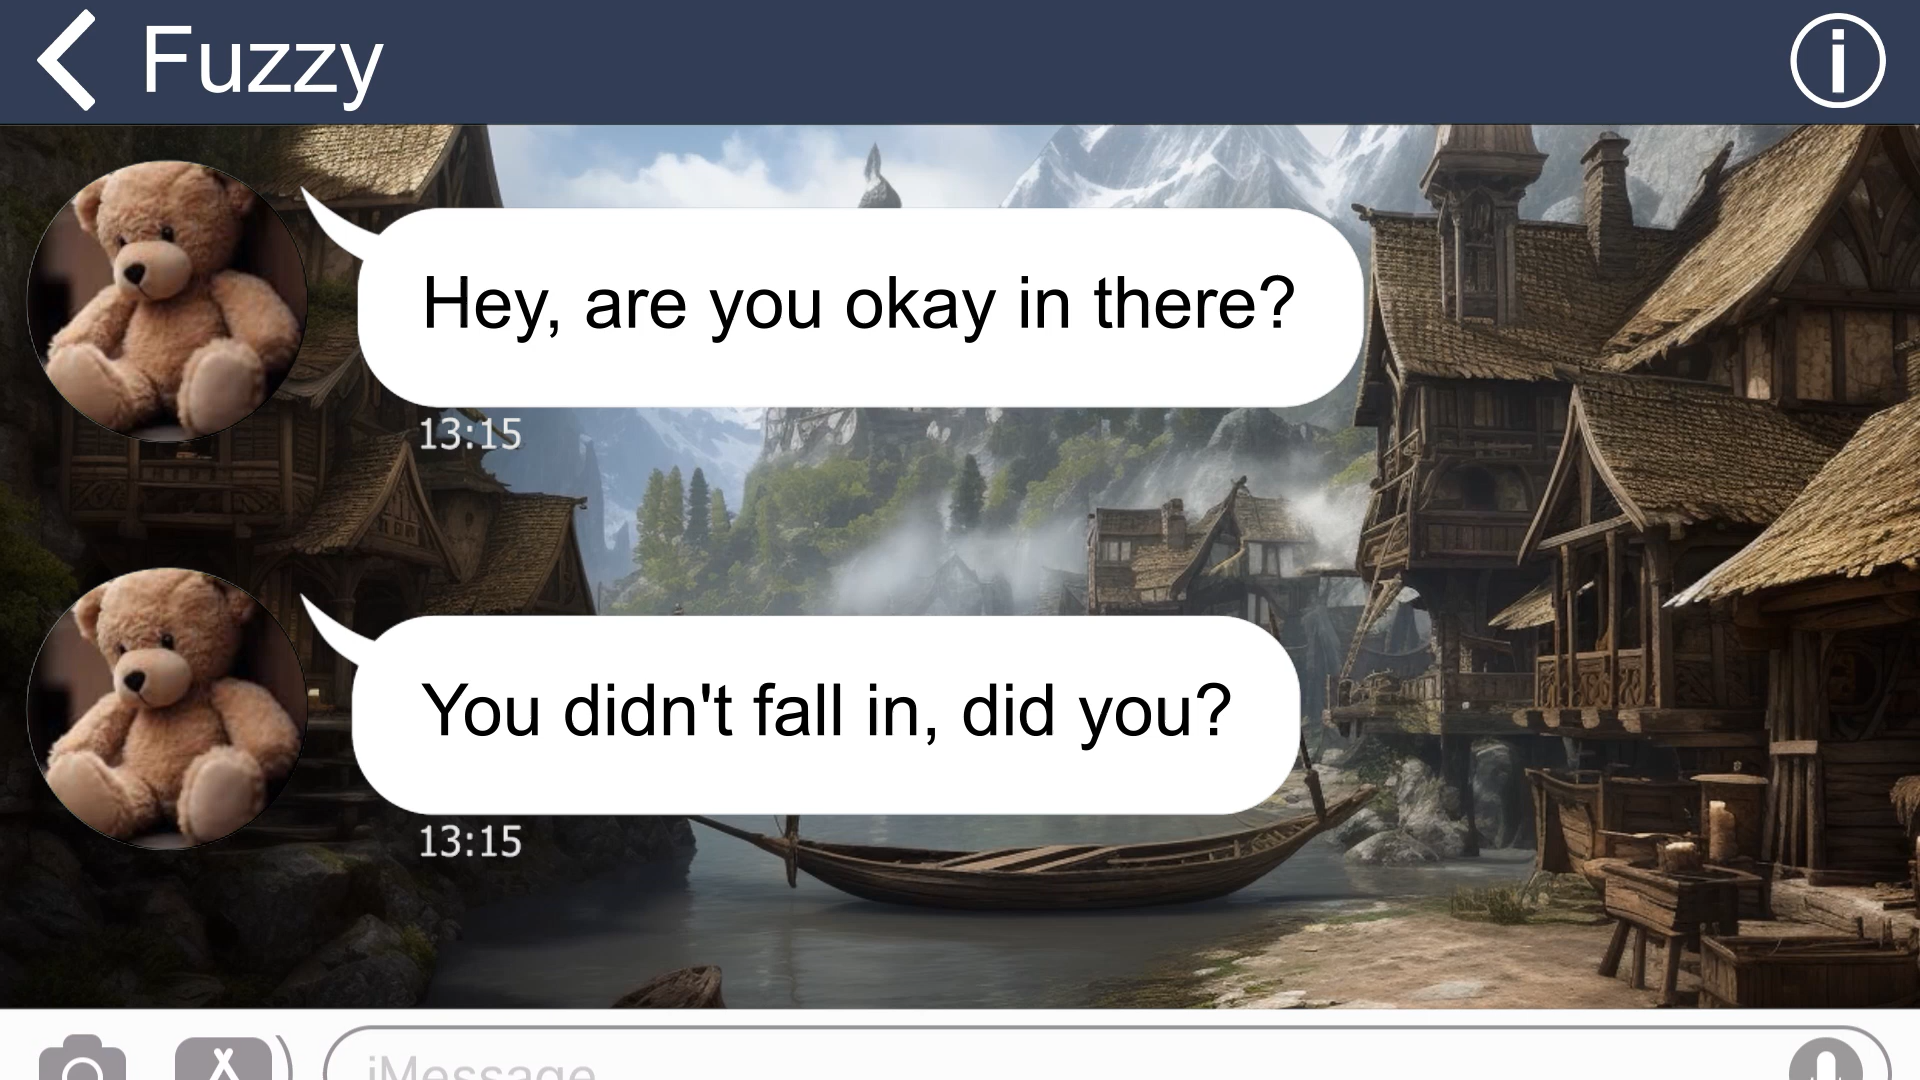 Fuzzy
Hey, are you okay in there?
13:15
You didn't fall in, did you?
13:15
iMessage